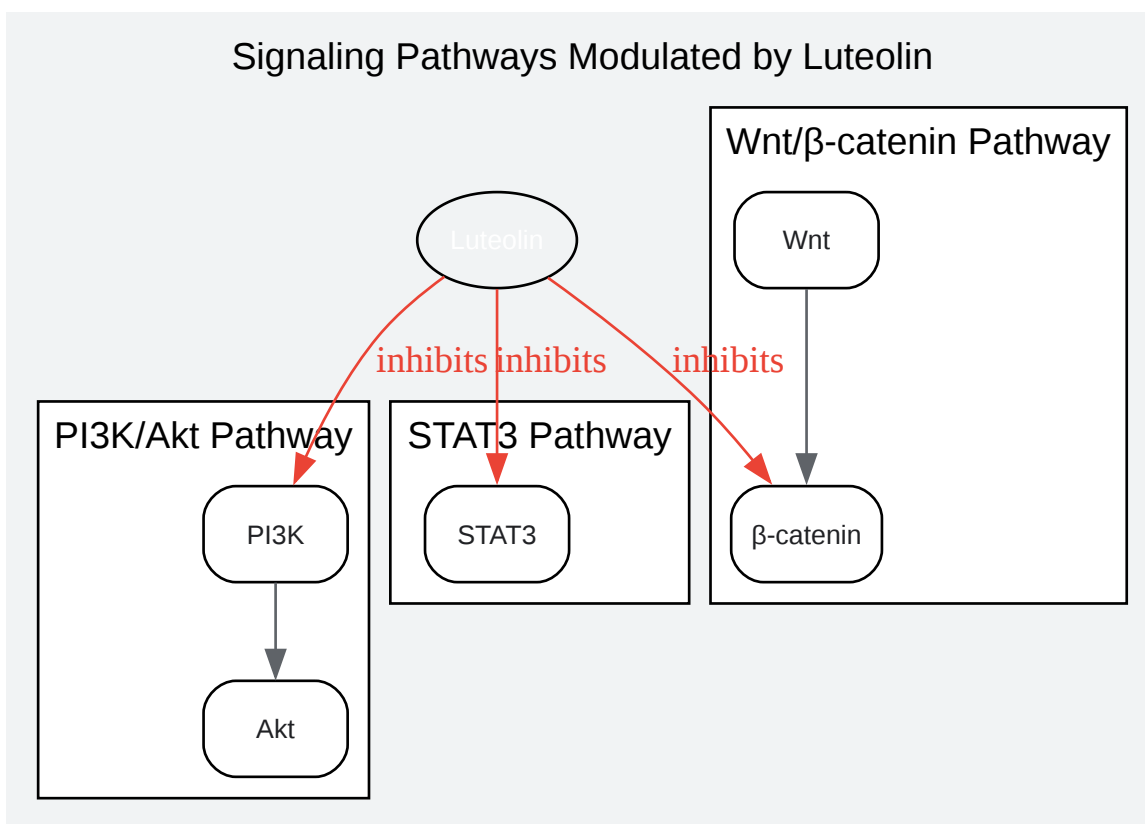 Signaling Pathways Modulated by Luteolin
Wnt/β-catenin Pathway
Luteolin
Wnt
inhibits
inhibits
inhibits
PI3K/Akt Pathway
STAT3 Pathway
PI3K
STAT3
β-catenin
Akt